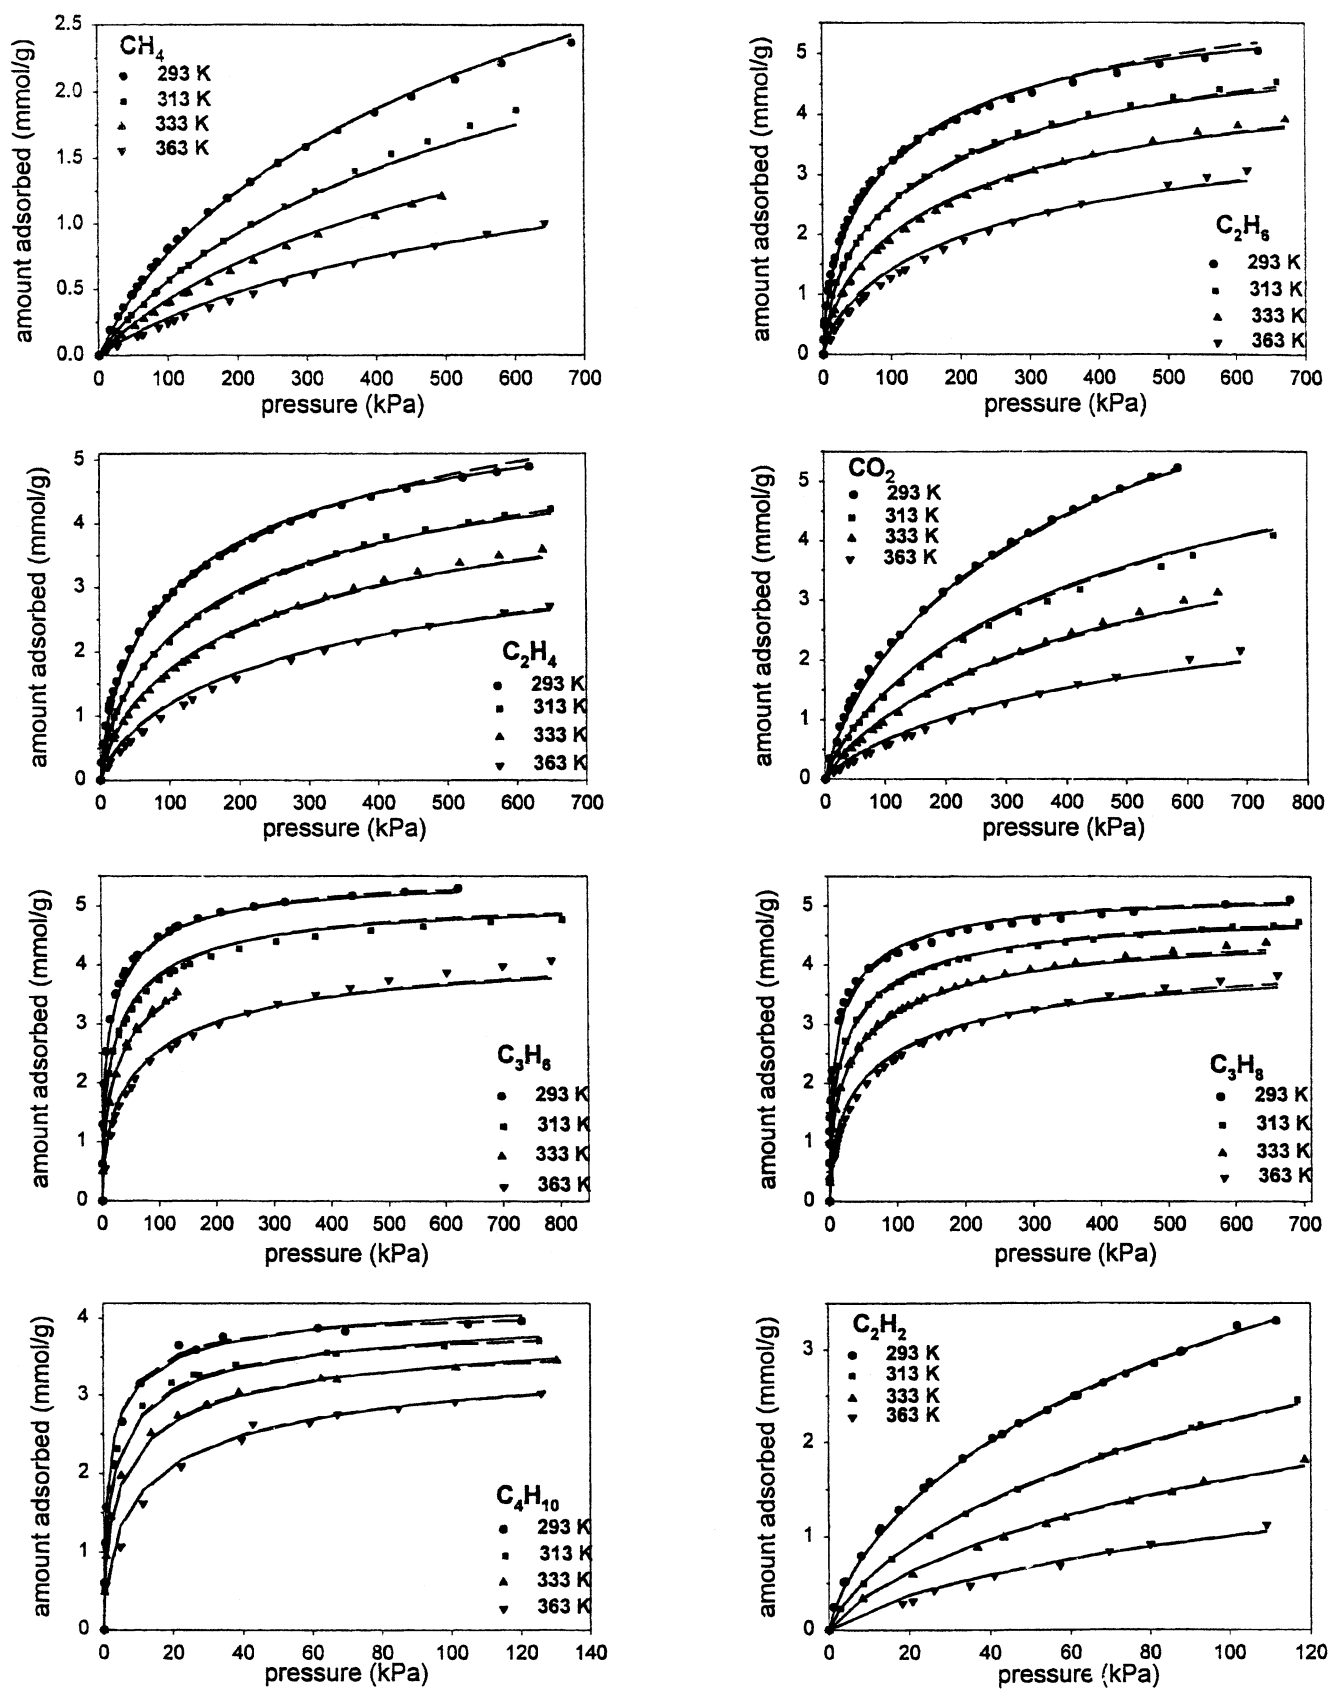 CH4
293 K
313 K
333 K
363 K
amount adsorbed (mmol/g)
2.5
2.0
1.5
1.0
0.5
0.0
0 100 200 300 400 500 600 700
pressure (kPa)
C2H6
293 K
313 K
333 K
363 K
amount adsorbed (mmol/g)
5
4
3
2
1
0
0 100 200 300 400 500 600 700
pressure (kPa)
C2H4
293 K
313 K
333 K
363 K
amount adsorbed (mmol/g)
5
4
3
2
1
0
0 100 200 300 400 500 600 700
pressure (kPa)
CO2
293 K
313 K
333 K
363 K
amount adsorbed (mmol/g)
5
4
3
2
1
0
0 100 200 300 400 500 600 700 800
pressure (kPa)
C3H6
293 K
313 K
333 K
363 K
amount adsorbed (mmol/g)
5
4
3
2
1
0
0 100 200 300 400 500 600 700 800
pressure (kPa)
C3H8
293 K
313 K
333 K
363 K
amount adsorbed (mmol/g)
5
4
3
2
1
0
0 100 200 300 400 500 600 700
pressure (kPa)
C4H10
293 K
313 K
333 K
363 K
amount adsorbed (mmol/g)
4
3
2
1
0
0 20 40 60 80 100 120 140
pressure (kPa)
C2H2
293 K
313 K
333 K
363 K
amount adsorbed (mmol/g)
3
2
1
0
0 20 40 60 80 100 120
pressure (kPa)